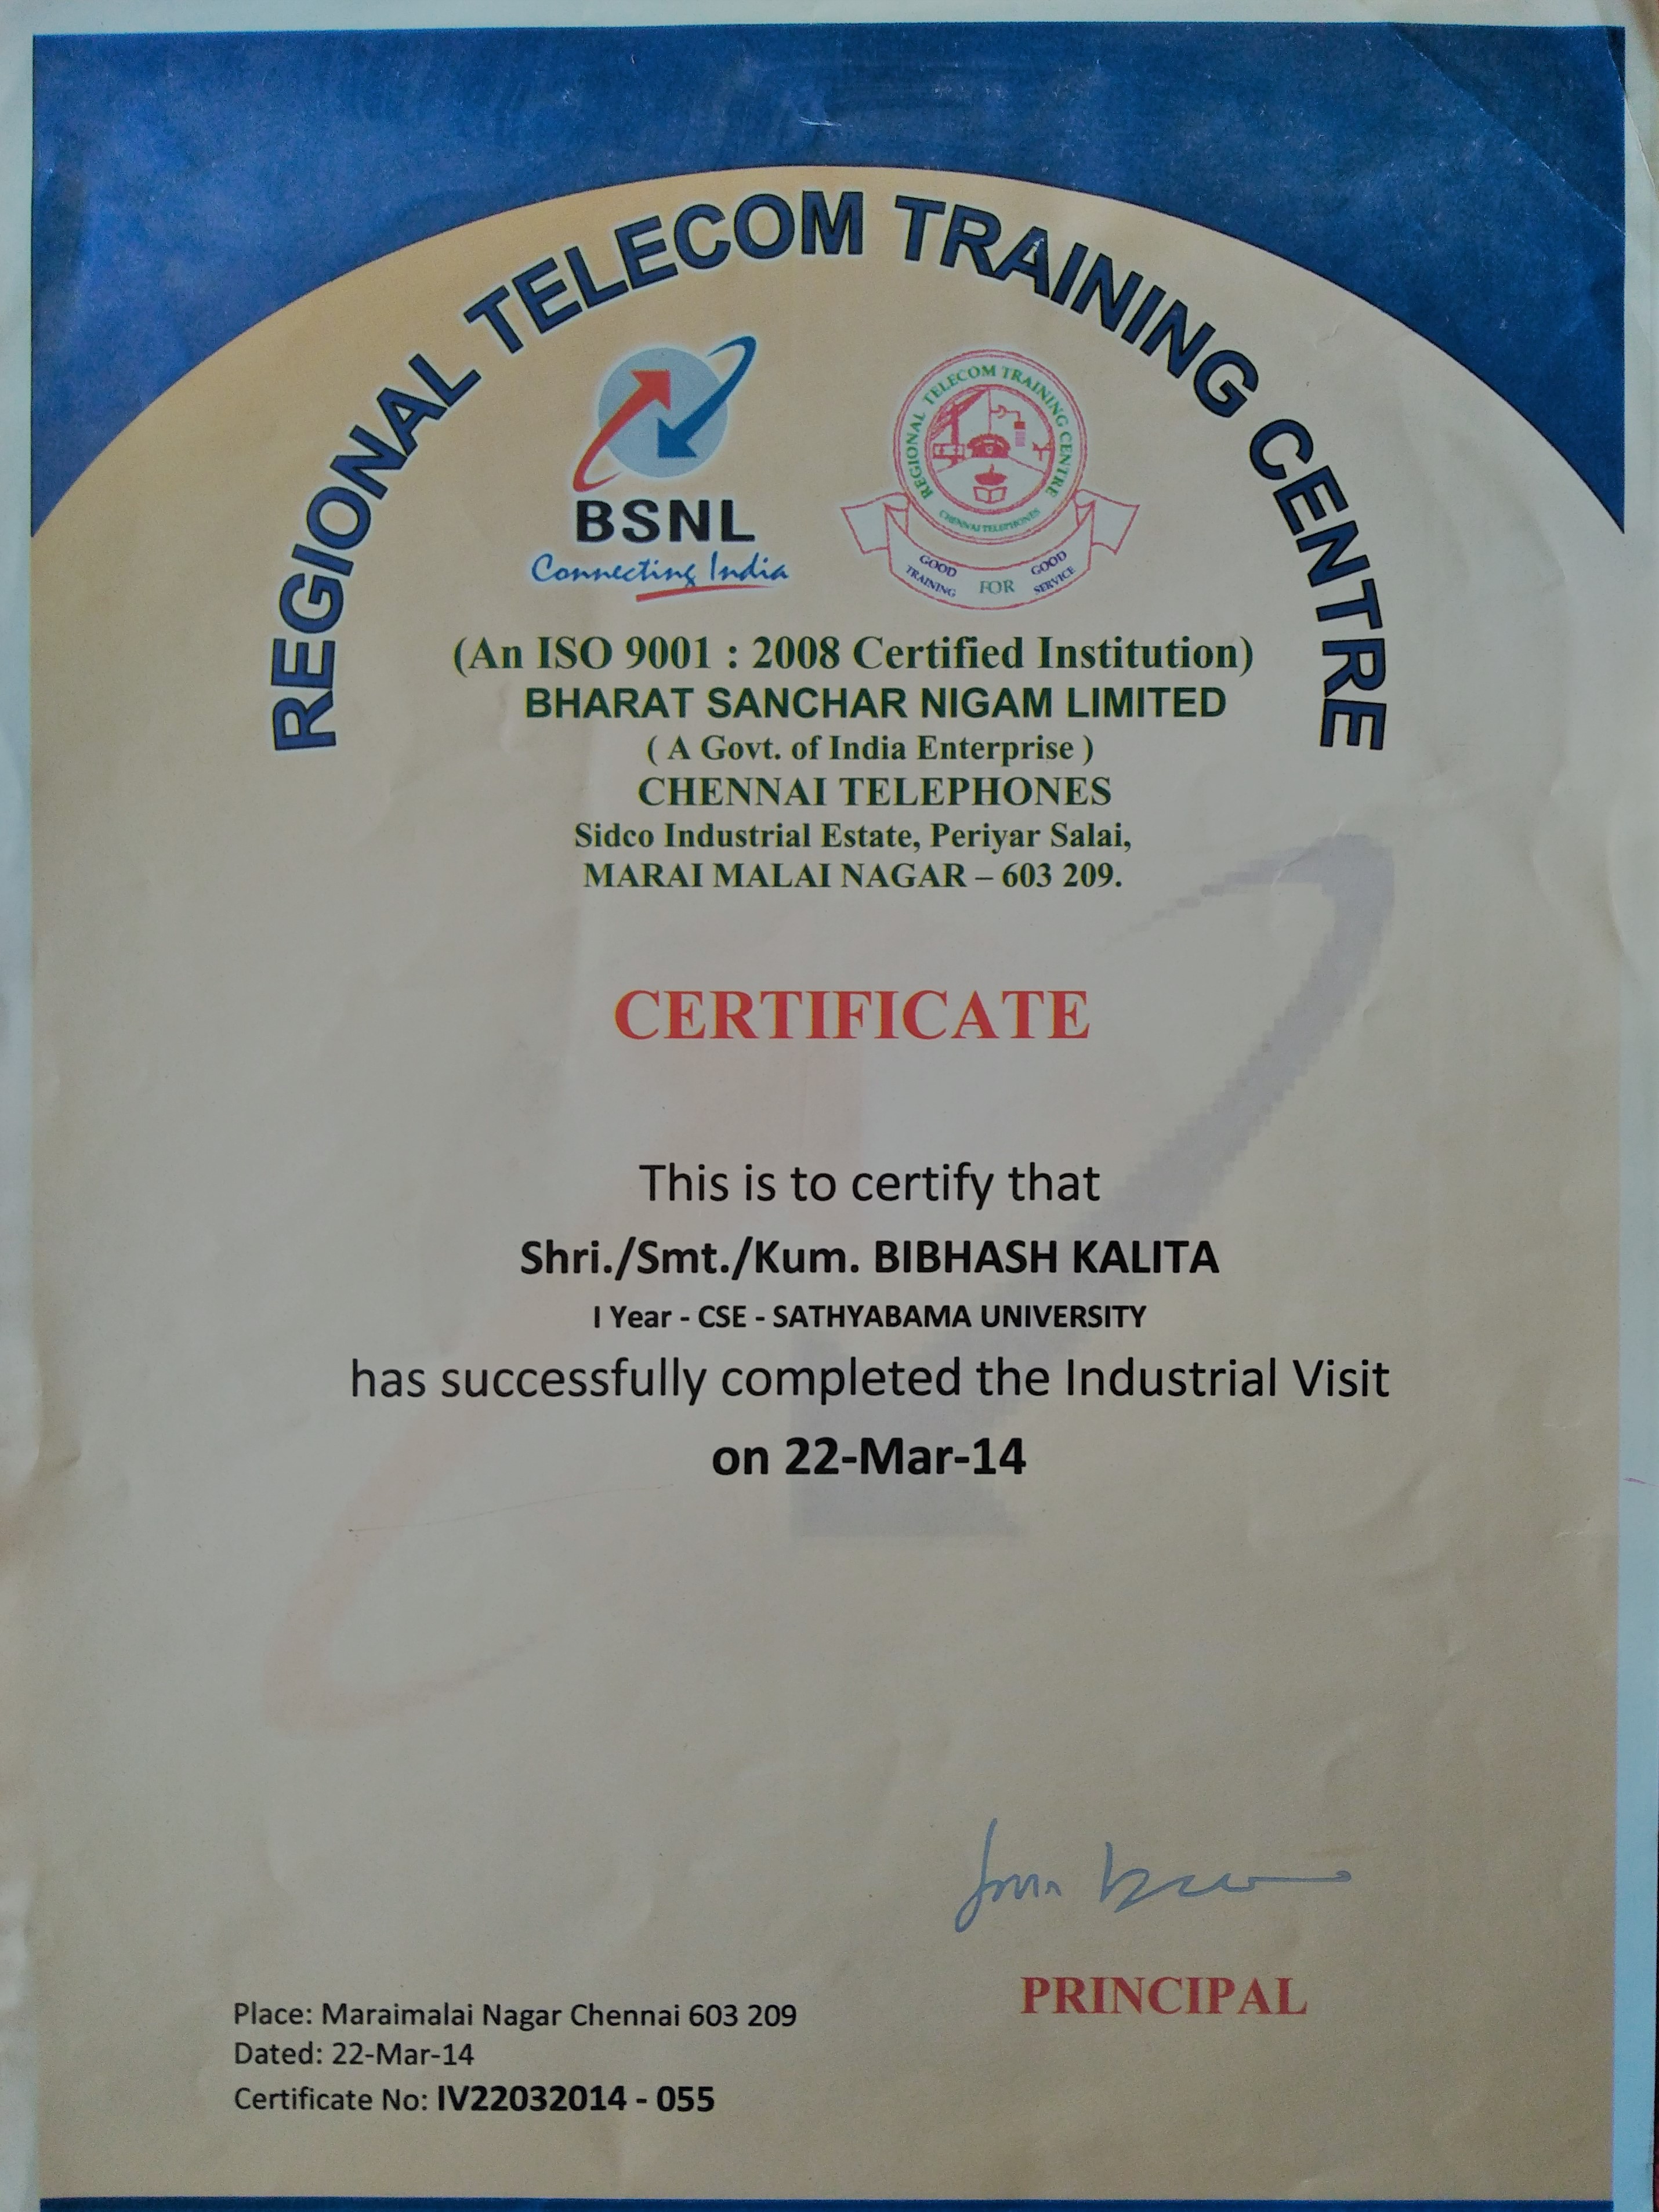 REGIONAL TELECOM TRAINING CENTRE
BSNL
Connecting India
REGIONAL TELECOM TRAINING CENTRE
CHENNAI TELEPHONES
GOOD TRAINING FOR GOOD SERVICE
(An ISO 9001 : 2008 Certified Institution)
BHARAT SANCHAR NIGAM LIMITED
( A Govt. of India Enterprise )
CHENNAI TELEPHONES
Sidco Industrial Estate, Periyar Salai,
MARAI MALAI NAGAR – 603 209.
CERTIFICATE
This is to certify that
Shri./Smt./Kum. BIBHASH KALITA
I Year - CSE - SATHYABAMA UNIVERSITY
has successfully completed the Industrial Visit
on 22-Mar-14
PRINCIPAL
Place: Maraimalai Nagar Chennai 603 209
Dated: 22-Mar-14
Certificate No: IV22032014 - 055